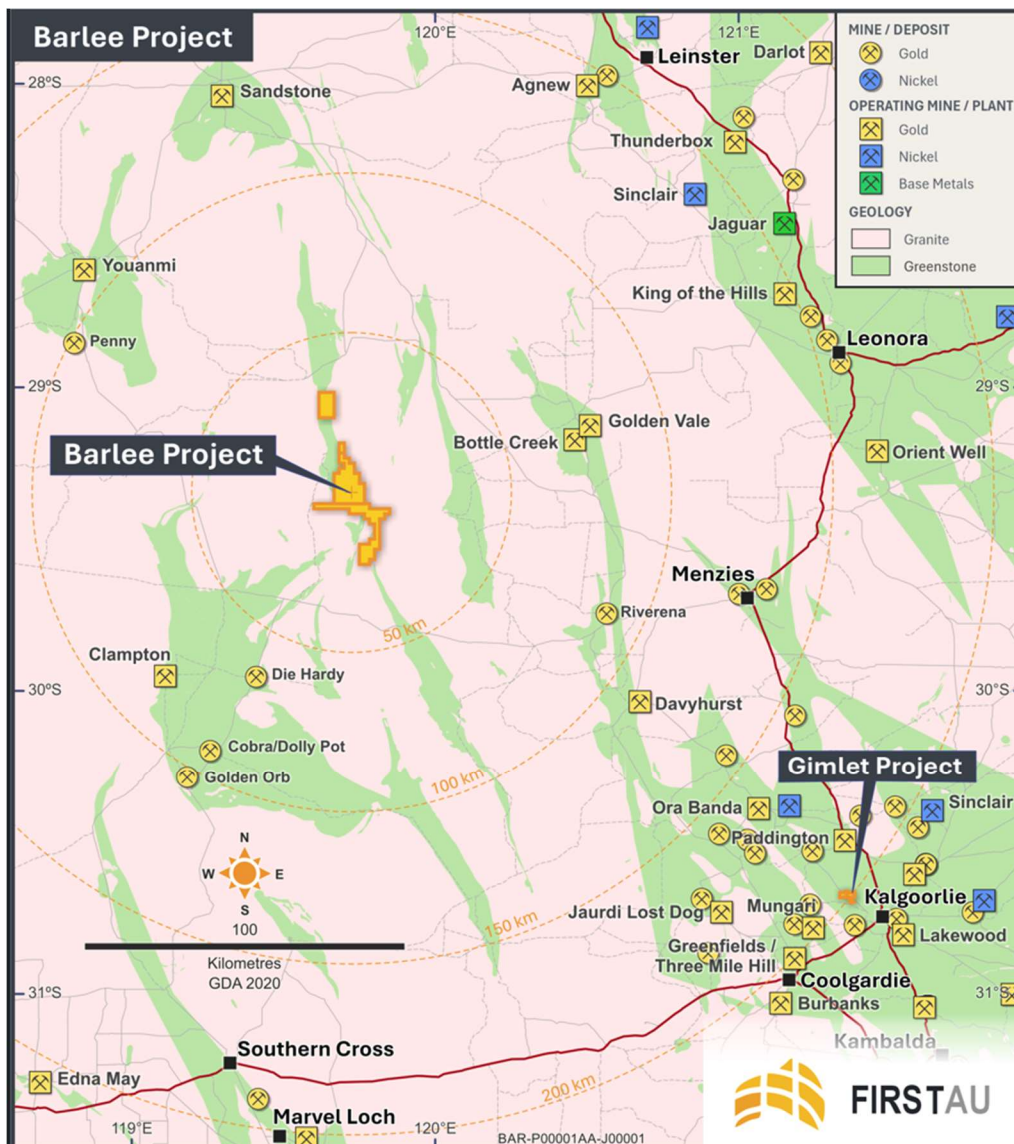 Barlee Project
120°E
121°E
28°S
Sandstone
Agnew
Leinster
Darlot
MINE / DEPOSIT
Gold
Nickel
OPERATING MINE / PLANT
Gold
Nickel
Base Metals
GEOLOGY
Granite
Greenstone
Thunderbox
Sinclair
Jaguar
Youanmi
King of the Hills
Penny
Leonora
29°S
29°S
Barlee Project
Golden Vale
Bottle Creek
Orient Well
Menzies
Riverena
50 km
Clampton
Die Hardy
30°S
30°S
Davyhurst
Cobra/Dolly Pot
Golden Orb
100 km
Gimlet Project
Ora Banda
Sinclair
Paddington
N
W
E
S
100
Kilometres
GDA 2020
150 km
Jaurdi Lost Dog
Mungari
Kalgoorlie
Lakewood
Greenfields /
Three Mile Hill
Coolgardie
31°S
31°S
Burbanks
Kambalda
Southern Cross
Edna May
200 km
Marvel Loch
FIRSTAU
119°E
120°E
BAR-P00001AA-J00001